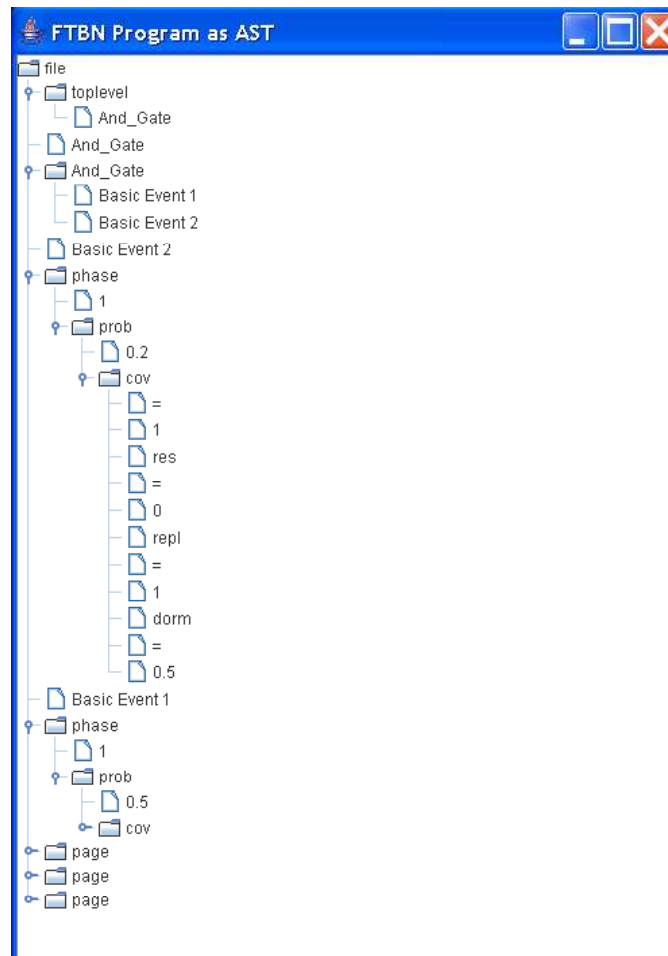 FTBN Program as AST
file
toplevel
And_Gate
And_Gate
And_Gate
Basic Event 1
Basic Event 2
Basic Event 2
phase
1
prob
0.2
cov
=
1
res
=
0
repl
=
1
dorm
=
0.5
Basic Event 1
phase
1
prob
0.5
cov
page
page
page